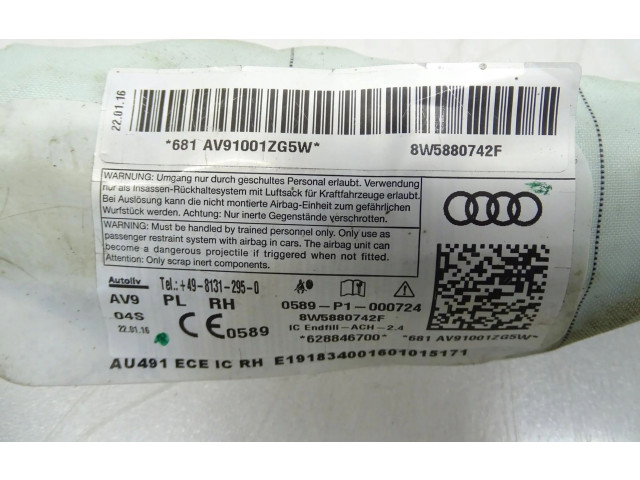 22.01.16
*681 AV91001ZG5W*
8W5880742F
WARNUNG: Umgang nur durch geschultes Personal erlaubt. Verwendung
nur als Insassen-Rückhaltesystem mit Luftsack für Kraftfahrzeuge erlaubt.
Bei Auslösung kann die nicht montierte Airbag-Einheit zum gefährlichen
Wurfstück werden. Achtung: Nur inerte Gegenstände verschrotten.
WARNING: Must be handled by trained personnel only. Only use as
passenger restraint system with airbag in cars. The airbag unit can
become a dangerous projectile if triggered when not fitted.
Attention: Only scrap inert components.
Autoliv Tel.: +49-8131-295-0
AV9 PL RH
0589-P1-000724
04S
8W5880742F
22.01.16
CE0589
IC Endfill-ACH-2.4
*628846700*
*681 AV91001ZG5W*
AU491 ECE IC RH E1918340016010151​71